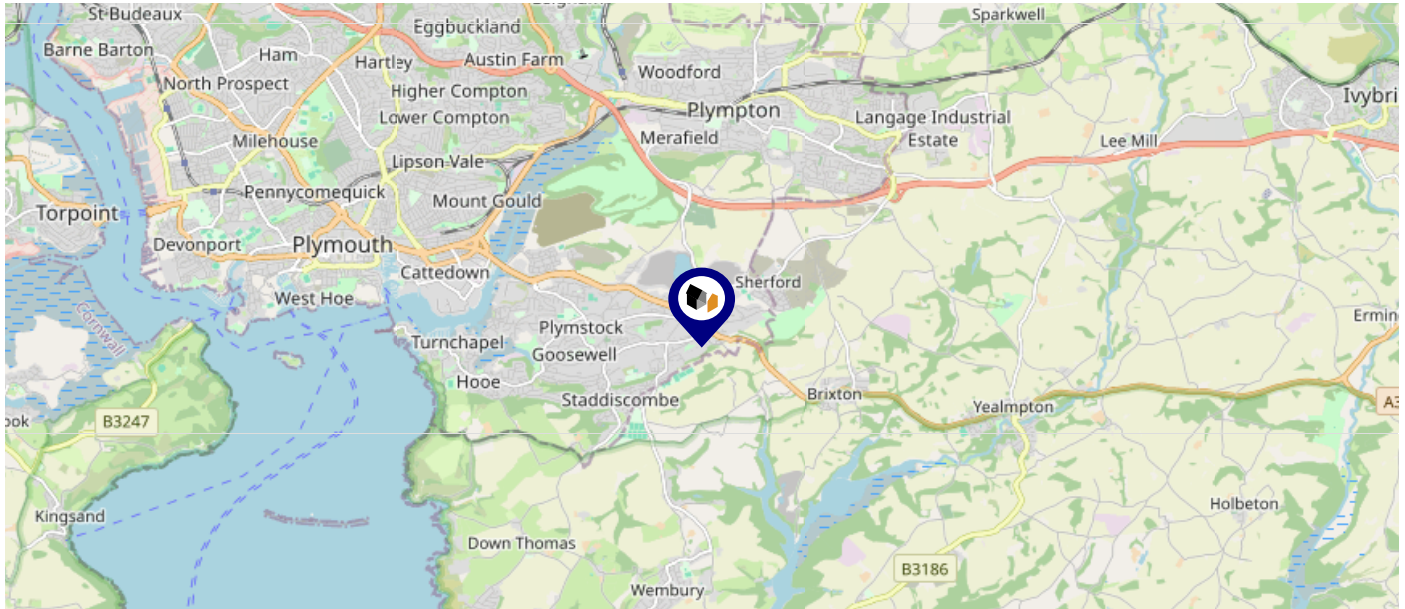 St Budeaux
Eggbuckland
Sparkwell
Barne Barton
Ham
Hartley
Austin Farm
Woodford
North Prospect
Higher Compton
Ivybri
Lower Compton
Plympton
Langage Industrial
Estate
Milehouse
Merafield
Lee Mill
Lipson Vale
Pennycomequick
Mount Gould
Torpoint
Devonport
Plymouth
Cattedown
Sherford
West Hoe
Cornwall
Plymstock
Ermin
Turnchapel
Goosewell
Hooe
Staddiscombe
Brixton
Yealmpton
A3
ook
B3247
Kingsand
Holbeton
Down Thomas
B3186
Wembury